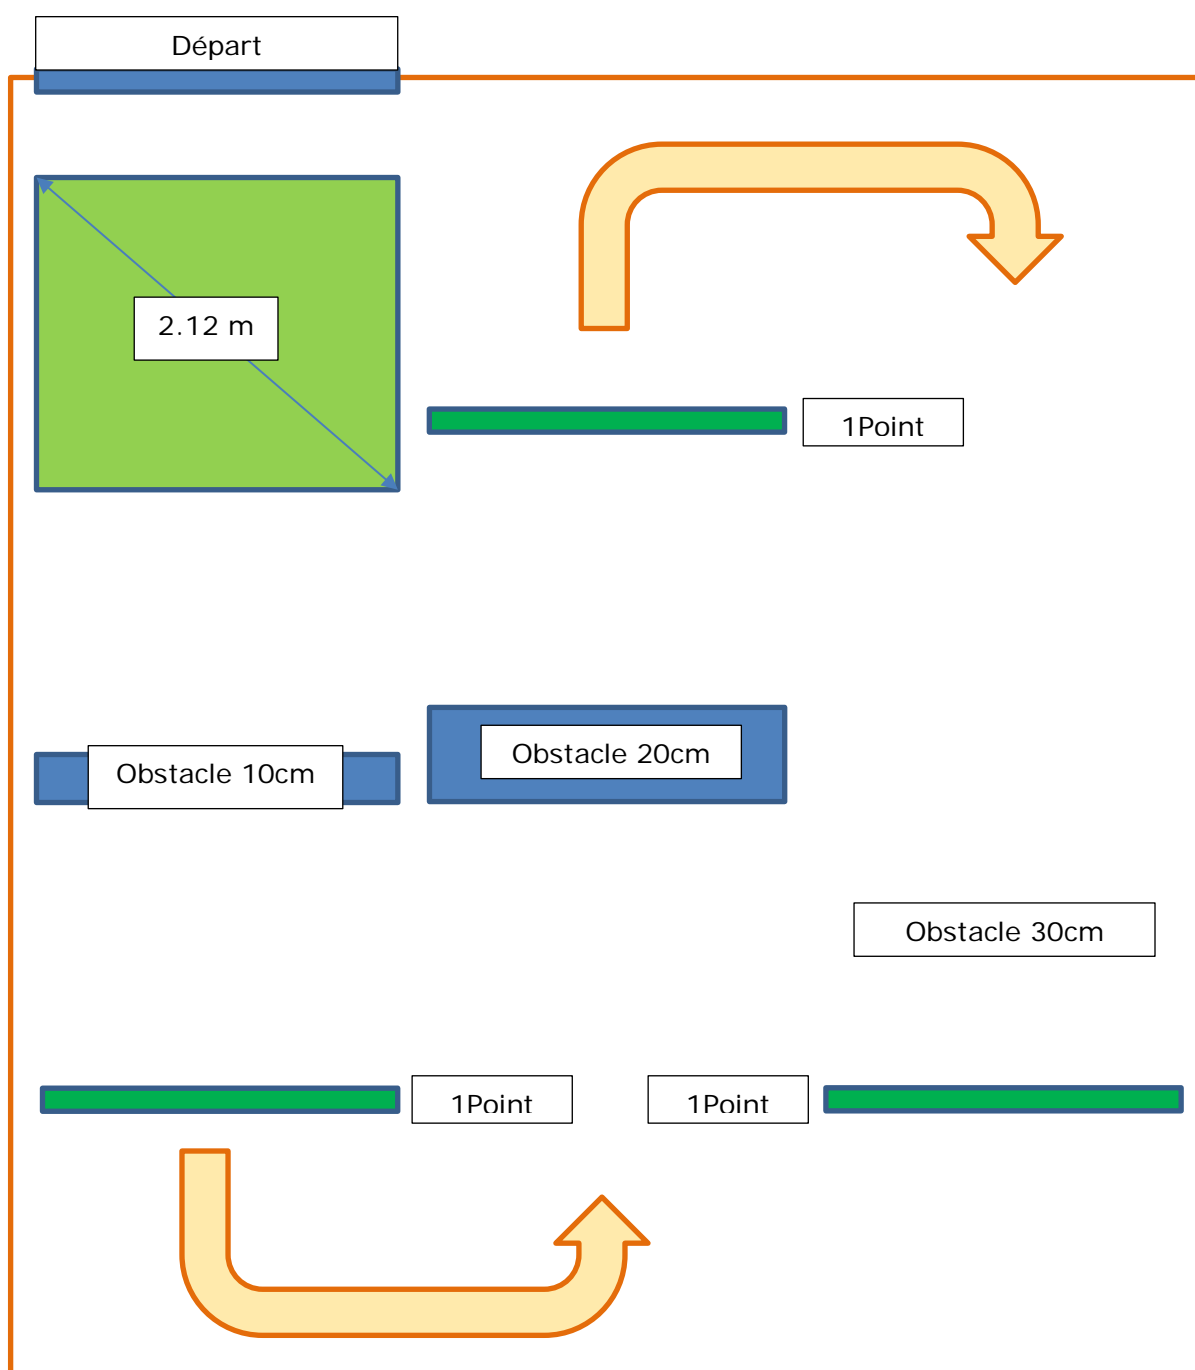 Départ
2.12 m
1Point
Obstacle 20cm
Obstacle 10cm
Obstacle 30cm
1Point
1Point